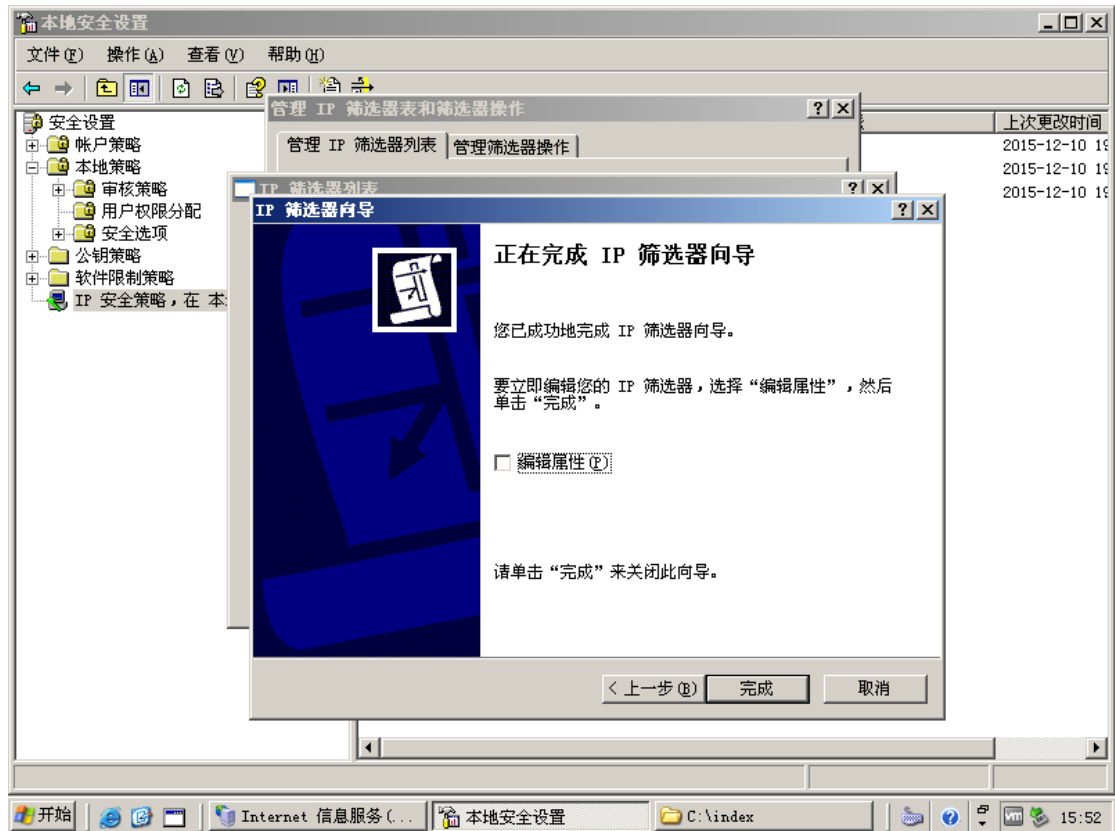 本地安全设置
文件(F) 操作(A) 查看(V) 帮助(H)
管理 IP 筛选器表和筛选器操作
管理 IP 筛选器列表 管理筛选器操作
上次更改时间
安全设置
帐户策略
2015-12-10 19
本地策略
2015-12-10 19
审核策略
2015-12-10 19
用户权限分配
安全选项
公钥策略
软件限制策略
IP 安全策略，在 本
IP 筛选器列表
IP 筛选器向导
正在完成 IP 筛选器向导
您已成功地完成 IP 筛选器向导。
要立即编辑您的 IP 筛选器，选择“编辑属性”，然后
单击“完成”。
编辑属性(P)
请单击“完成”来关闭此向导。
< 上一步(B) 完成 取消
开始 Internet 信息服务(... 本地安全设置 C:\index 15:52